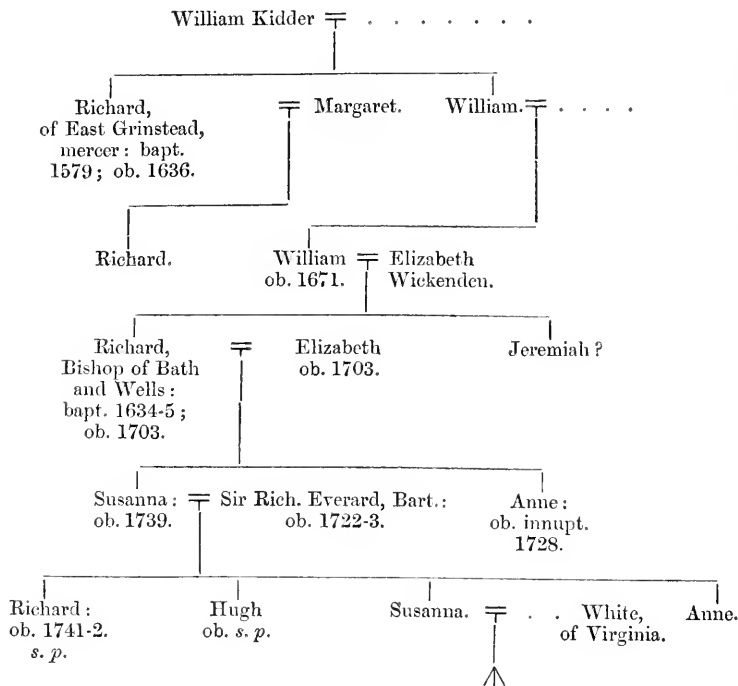 William Kidder . . . . . . .
Richard,
of East Grinstead,
mercer: bapt.
1579; ob. 1636.
Margaret.
William. . . . .
Richard.
William
ob. 1671.
Elizabeth
Wickenden.
Richard,
Bishop of Bath
and Wells:
bapt. 1634-5;
ob. 1703.
Elizabeth
ob. 1703.
Jeremiah?
Susanna:
ob. 1739.
Sir Rich. Everard, Bart.:
ob. 1722-3.
Anne:
ob. innupt.
1728.
Richard:
ob. 1741-2.
s. p.
Hugh
ob. s. p.
Susanna.
. . White,
of Virginia.
Anne.